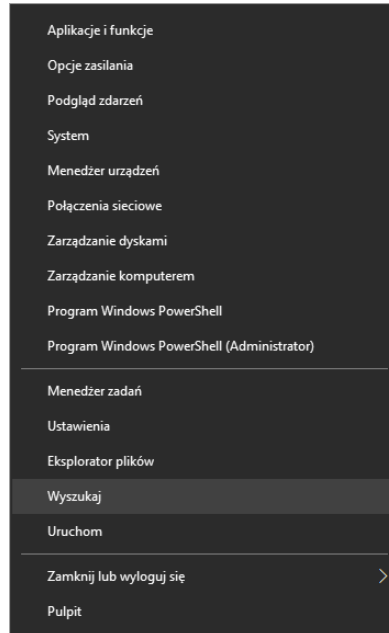 Aplikacje i funkcje
Opcje zasilania
Podgląd zdarzeń
System
Menedżer urządzeń
Połączenia sieciowe
Zarządzanie dyskami
Zarządzanie komputerem
Program Windows PowerShell
Program Windows PowerShell (Administrator)
Menedżer zadań
Ustawienia
Eksplorator plików
Wyszukaj
Uruchom
Zamknij lub wyloguj się
Pulpit